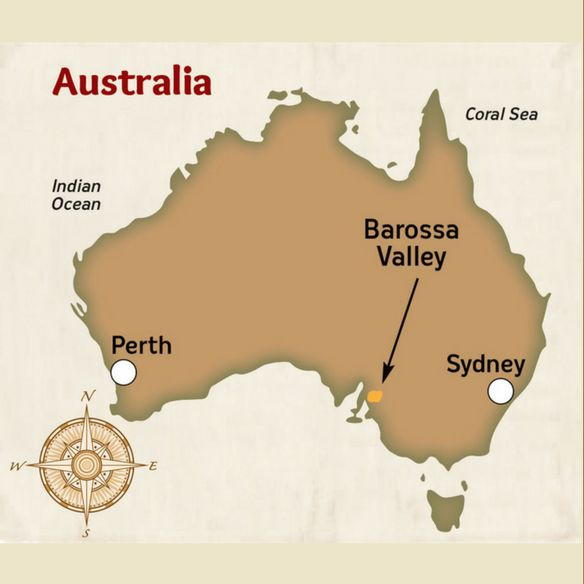 Australia
Coral Sea
Indian
Ocean
Barossa
Valley
Perth
Sydney
N
W
E
S